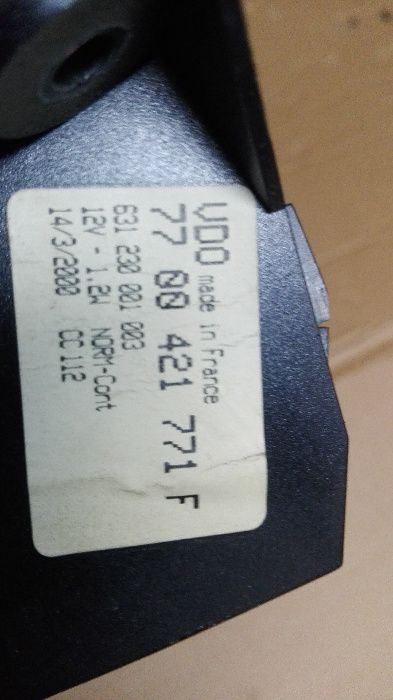 VDO made in France
77 00 421 771 F
631 230 001 003
12V - 1.2W NORM-Cont
14/3/2000 CC 112